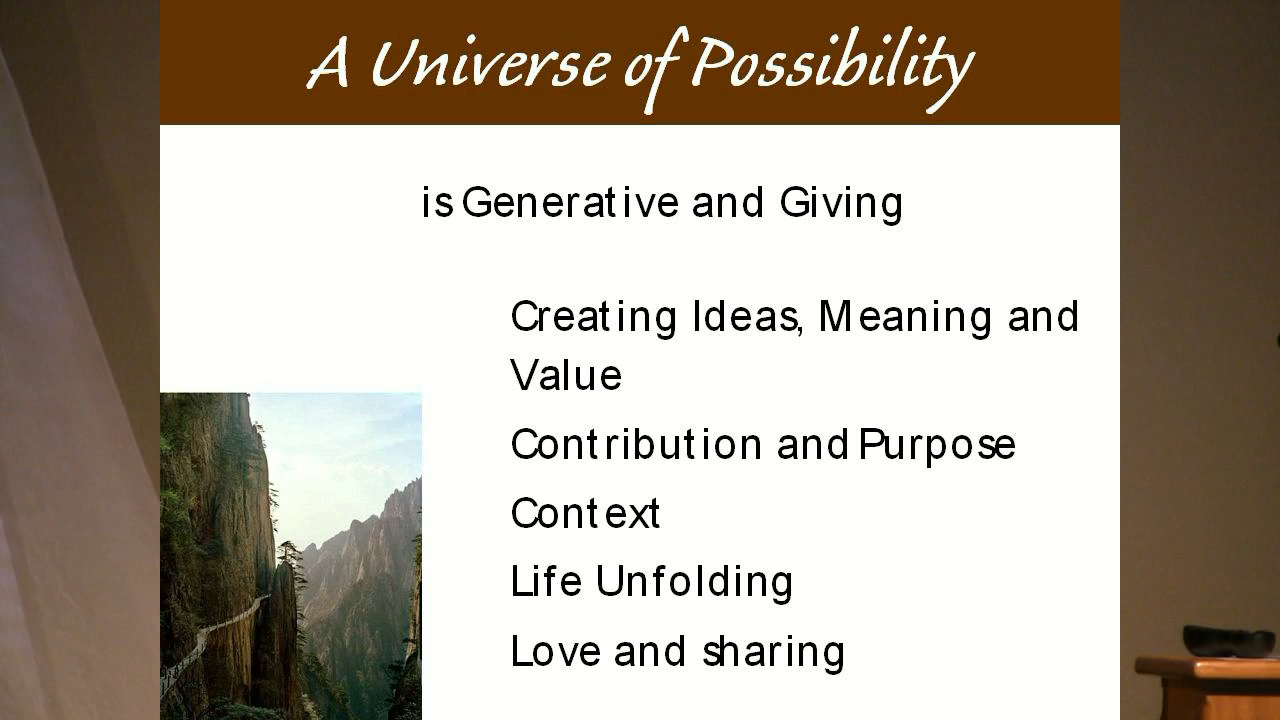 A Universe of Possibility
is Generative and Giving
Creating Ideas, Meaning and
Value
Contribution and Purpose
Context
Life Unfolding
Love and sharing